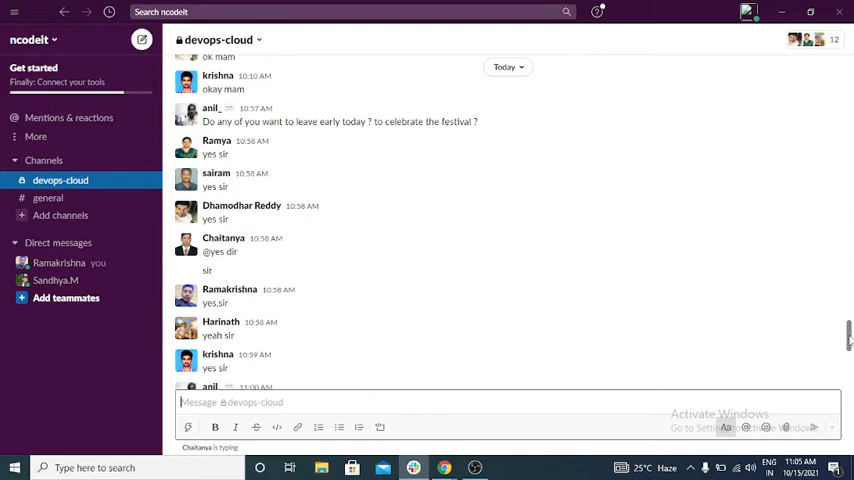 Search ncodeit
ncodeit
Get started
Finally: Connect your tools
@ Mentions & reactions
More
Channels
devops-cloud
# general
+ Add channels
Direct messages
Ramakrishna you
Sandhya.M
+ Add teammates
devops-cloud
12
ok mam
Today
krishna 10:10 AM
okay mam
anil_ 10:57 AM
Do any of you want to leave early today ? to celebrate the festival ?
Ramya 10:58 AM
yes sir
sairam 10:58 AM
yes sir
Dhamodhar Reddy 10:58 AM
yes sir
Chaitanya 10:58 AM
@yes dir
sir
Ramakrishna 10:58 AM
yes,sir
Harinath 10:58 AM
yeah sir
krishna 10:59 AM
yes sir
anil_ 11:00 AM
Message devops-cloud
B I S </> Aa @
Chaitanya is typing
Activate Windows
Go to Settings to activate Windows.
Type here to search
25°C Haze
ENG
IN
11:05 AM
10/15/2021